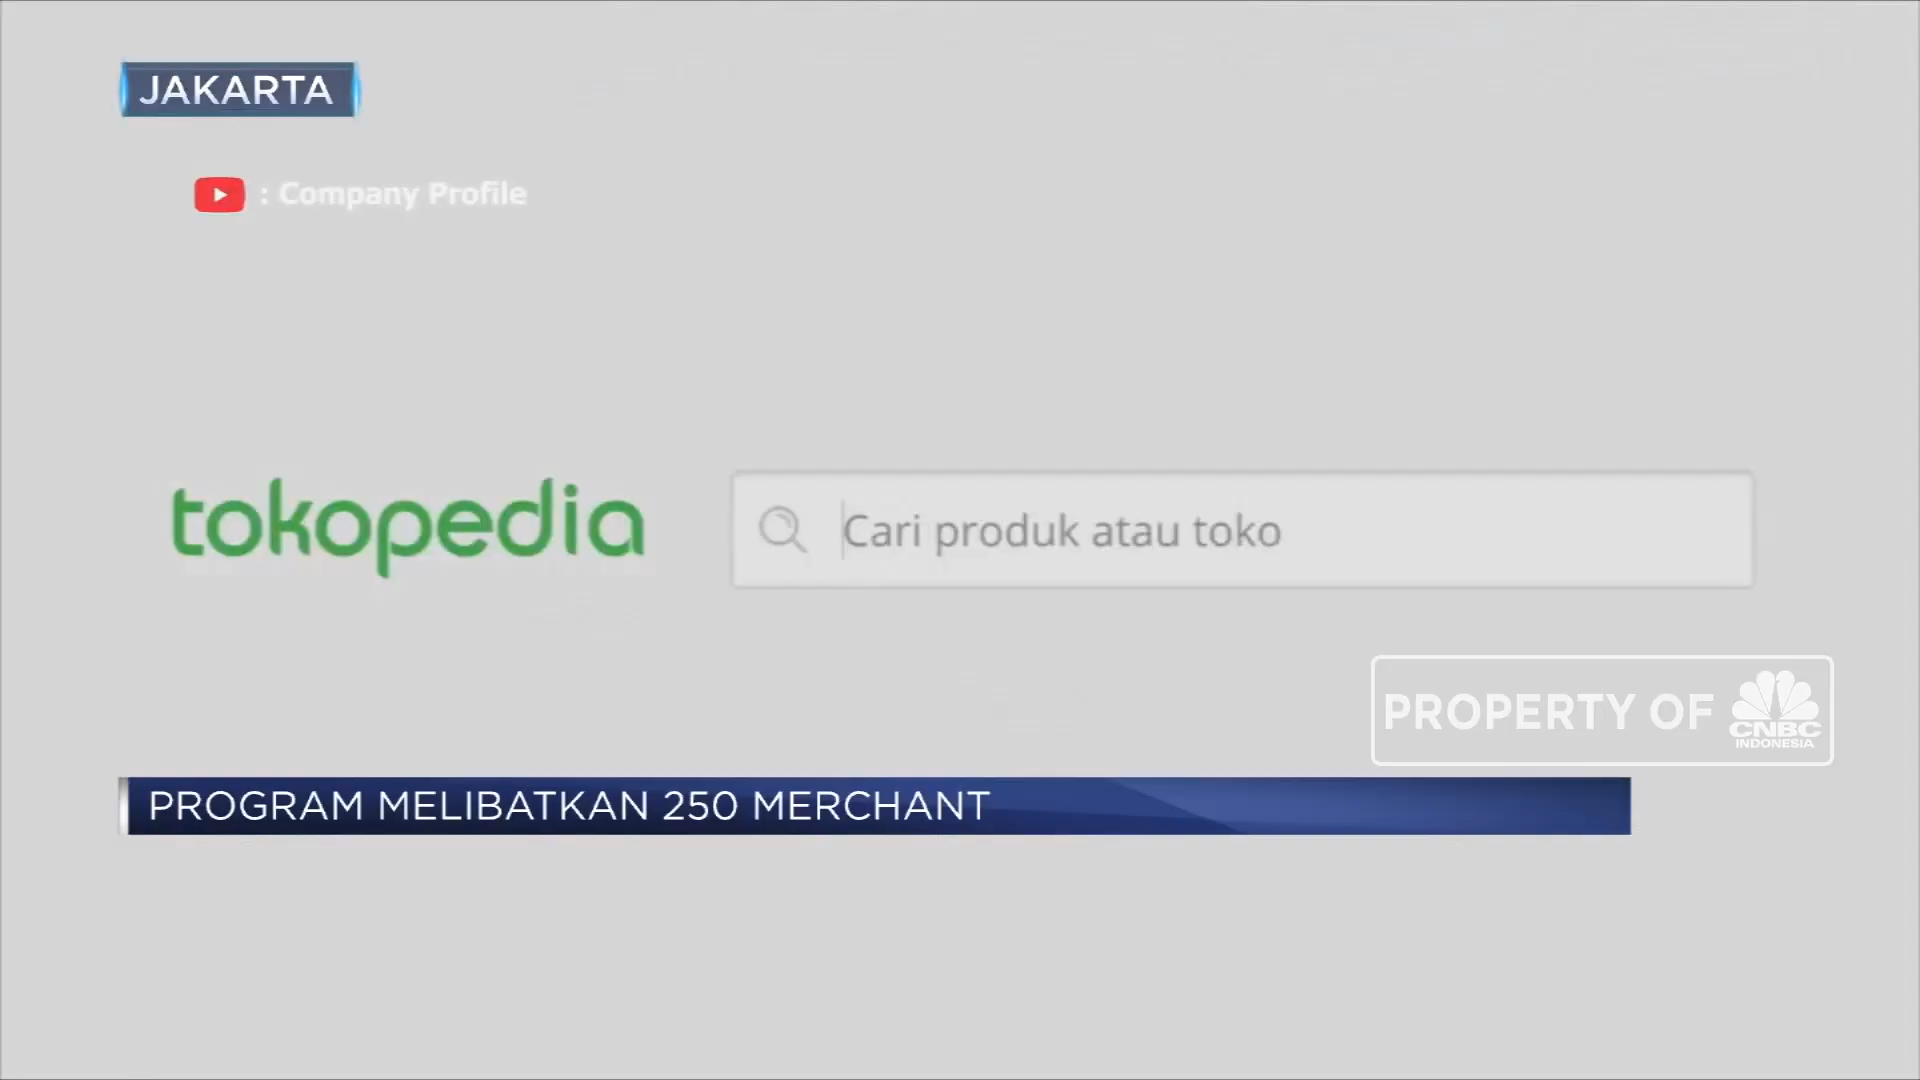 JAKARTA
: Company Profile
tokopedia
Cari produk atau toko
PROPERTY OF CNBC INDONESIA
PROGRAM MELIBATKAN 250 MERCHANT